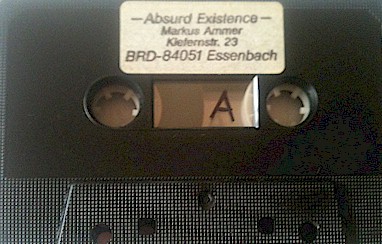 -Absurd Existence-
Markus Ammer
Kiefernstr. 23
BRD-84051 Essenbach
A